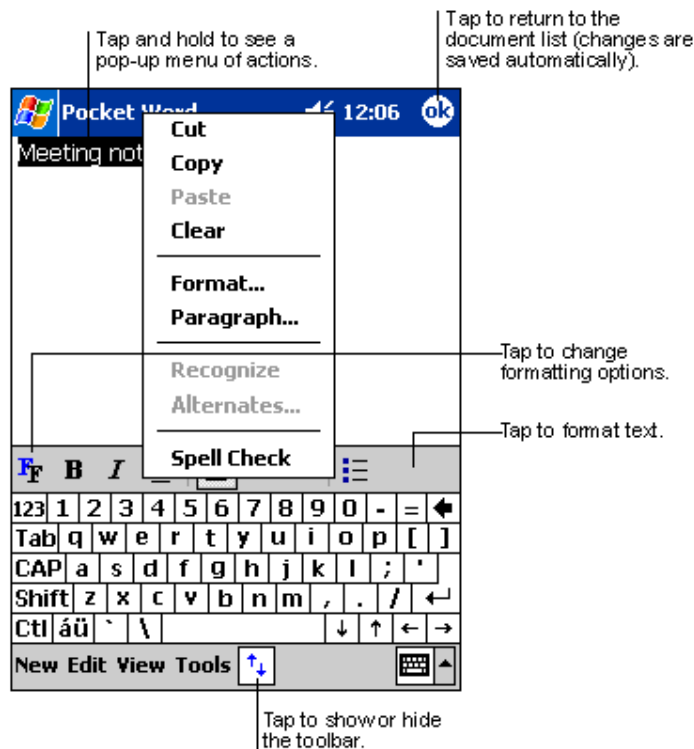 Tap to return to the
document list (changes are
saved automatically).
Tap and hold to see a
pop-up menu of actions.
Pocket Word 12:06 ok
Meeting not
Cut
Copy
Paste
Clear
Format...
Paragraph...
Recognize
Alternates...
Spell Check
Tap to change
formatting options.
Tap to format text.
FF B I
123 1 2 3 4 5 6 7 8 9 0 - =
Tab q w e r t y u i o p [ ]
CAP a s d f g h j k l ; '
Shift z x c v b n m , . / ↵
Ctl áü ` \ ↓ ↑ ← →
New Edit View Tools
Tap to show or hide
the toolbar.